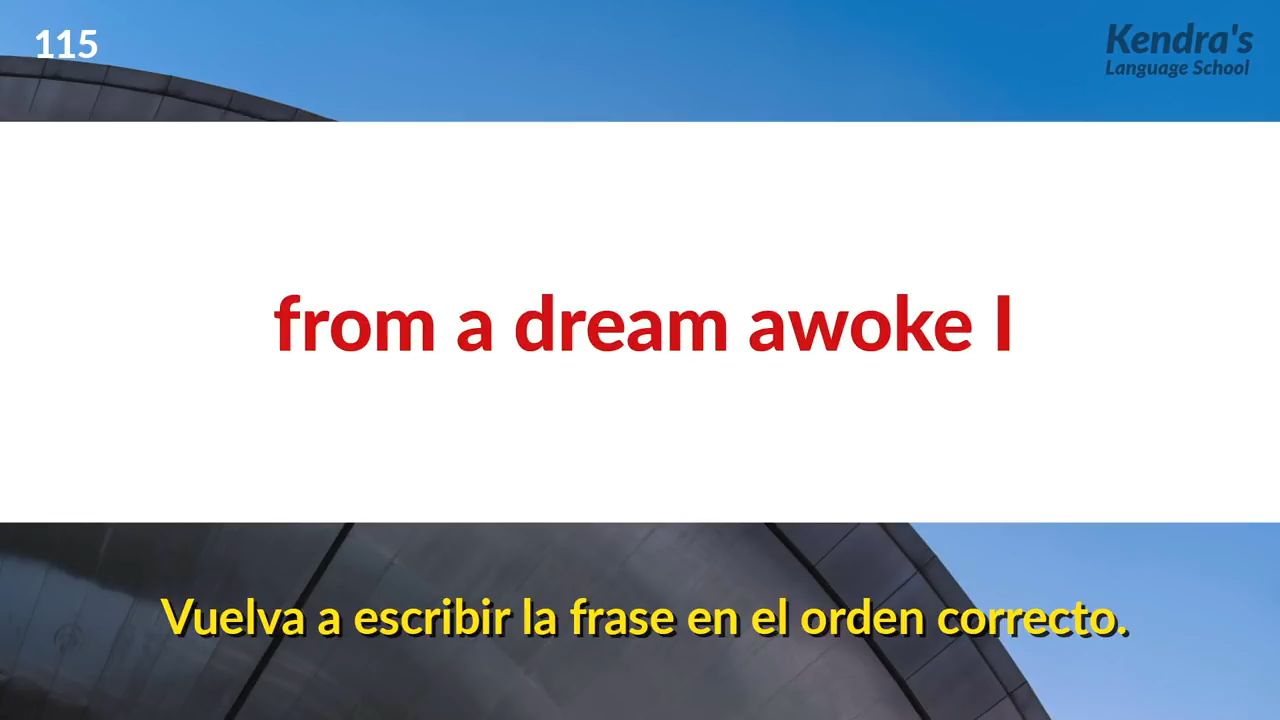 115
Kendra's
Language School
from a dream awoke I
Vuelva a escribir la frase en el orden correcto.